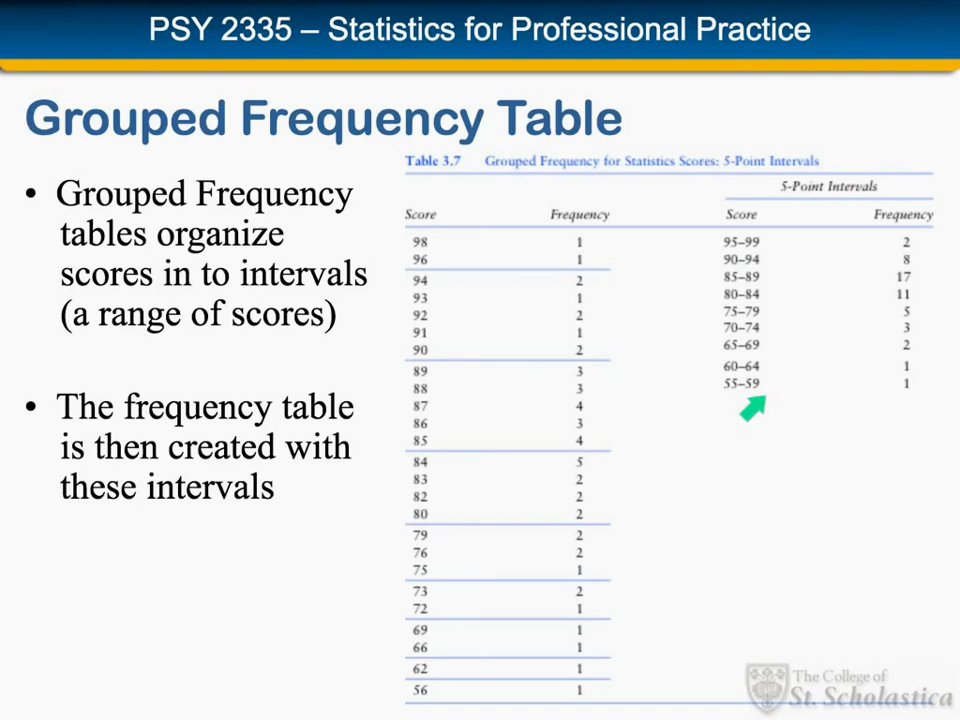 PSY 2335 – Statistics for Professional Practice
Grouped Frequency Table
• Grouped Frequency
tables organize
scores in to intervals
(a range of scores)
• The frequency table
is then created with
these intervals
Table 3.7 Grouped Frequency for Statistics Scores: 5-Point Intervals
5-Point Intervals
Score Frequency Score Frequency
98 1 95–99 2
96 1 90–94 8
94 2 85–89 17
93 1 80–84 11
92 2 75–79 5
91 1 70–74 3
90 2 65–69 2
89 3 60–64 1
88 3 55–59 1
87 4
86 3
85 4
84 5
83 2
82 2
80 2
79 2
76 2
75 1
73 2
72 1
69 1
66 1
62 1
56 1
The College of
St. Scholastica